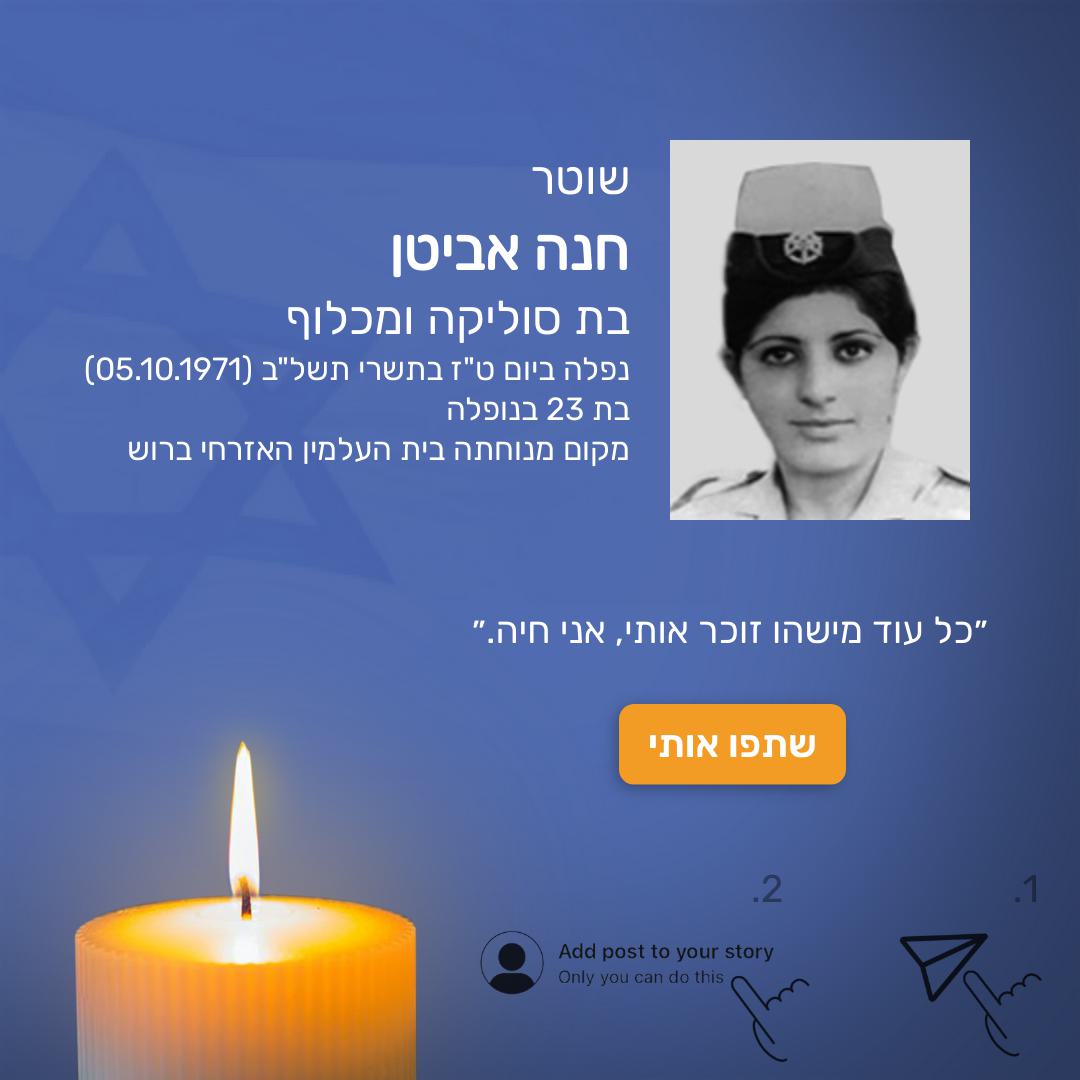 שוטר
חנה אביטן
בת סוליקה ומכלוף
נפלה ביום ט"ז בתשרי תשל"ב (05.10.1971)
בת 23 בנופלה
מקום מנוחתה בית העלמין האזרחי ברוש
״כל עוד מישהו זוכר אותי, אני חיה.״
שתפו אותי
1.
2.
Add post to your story
Only you can do this